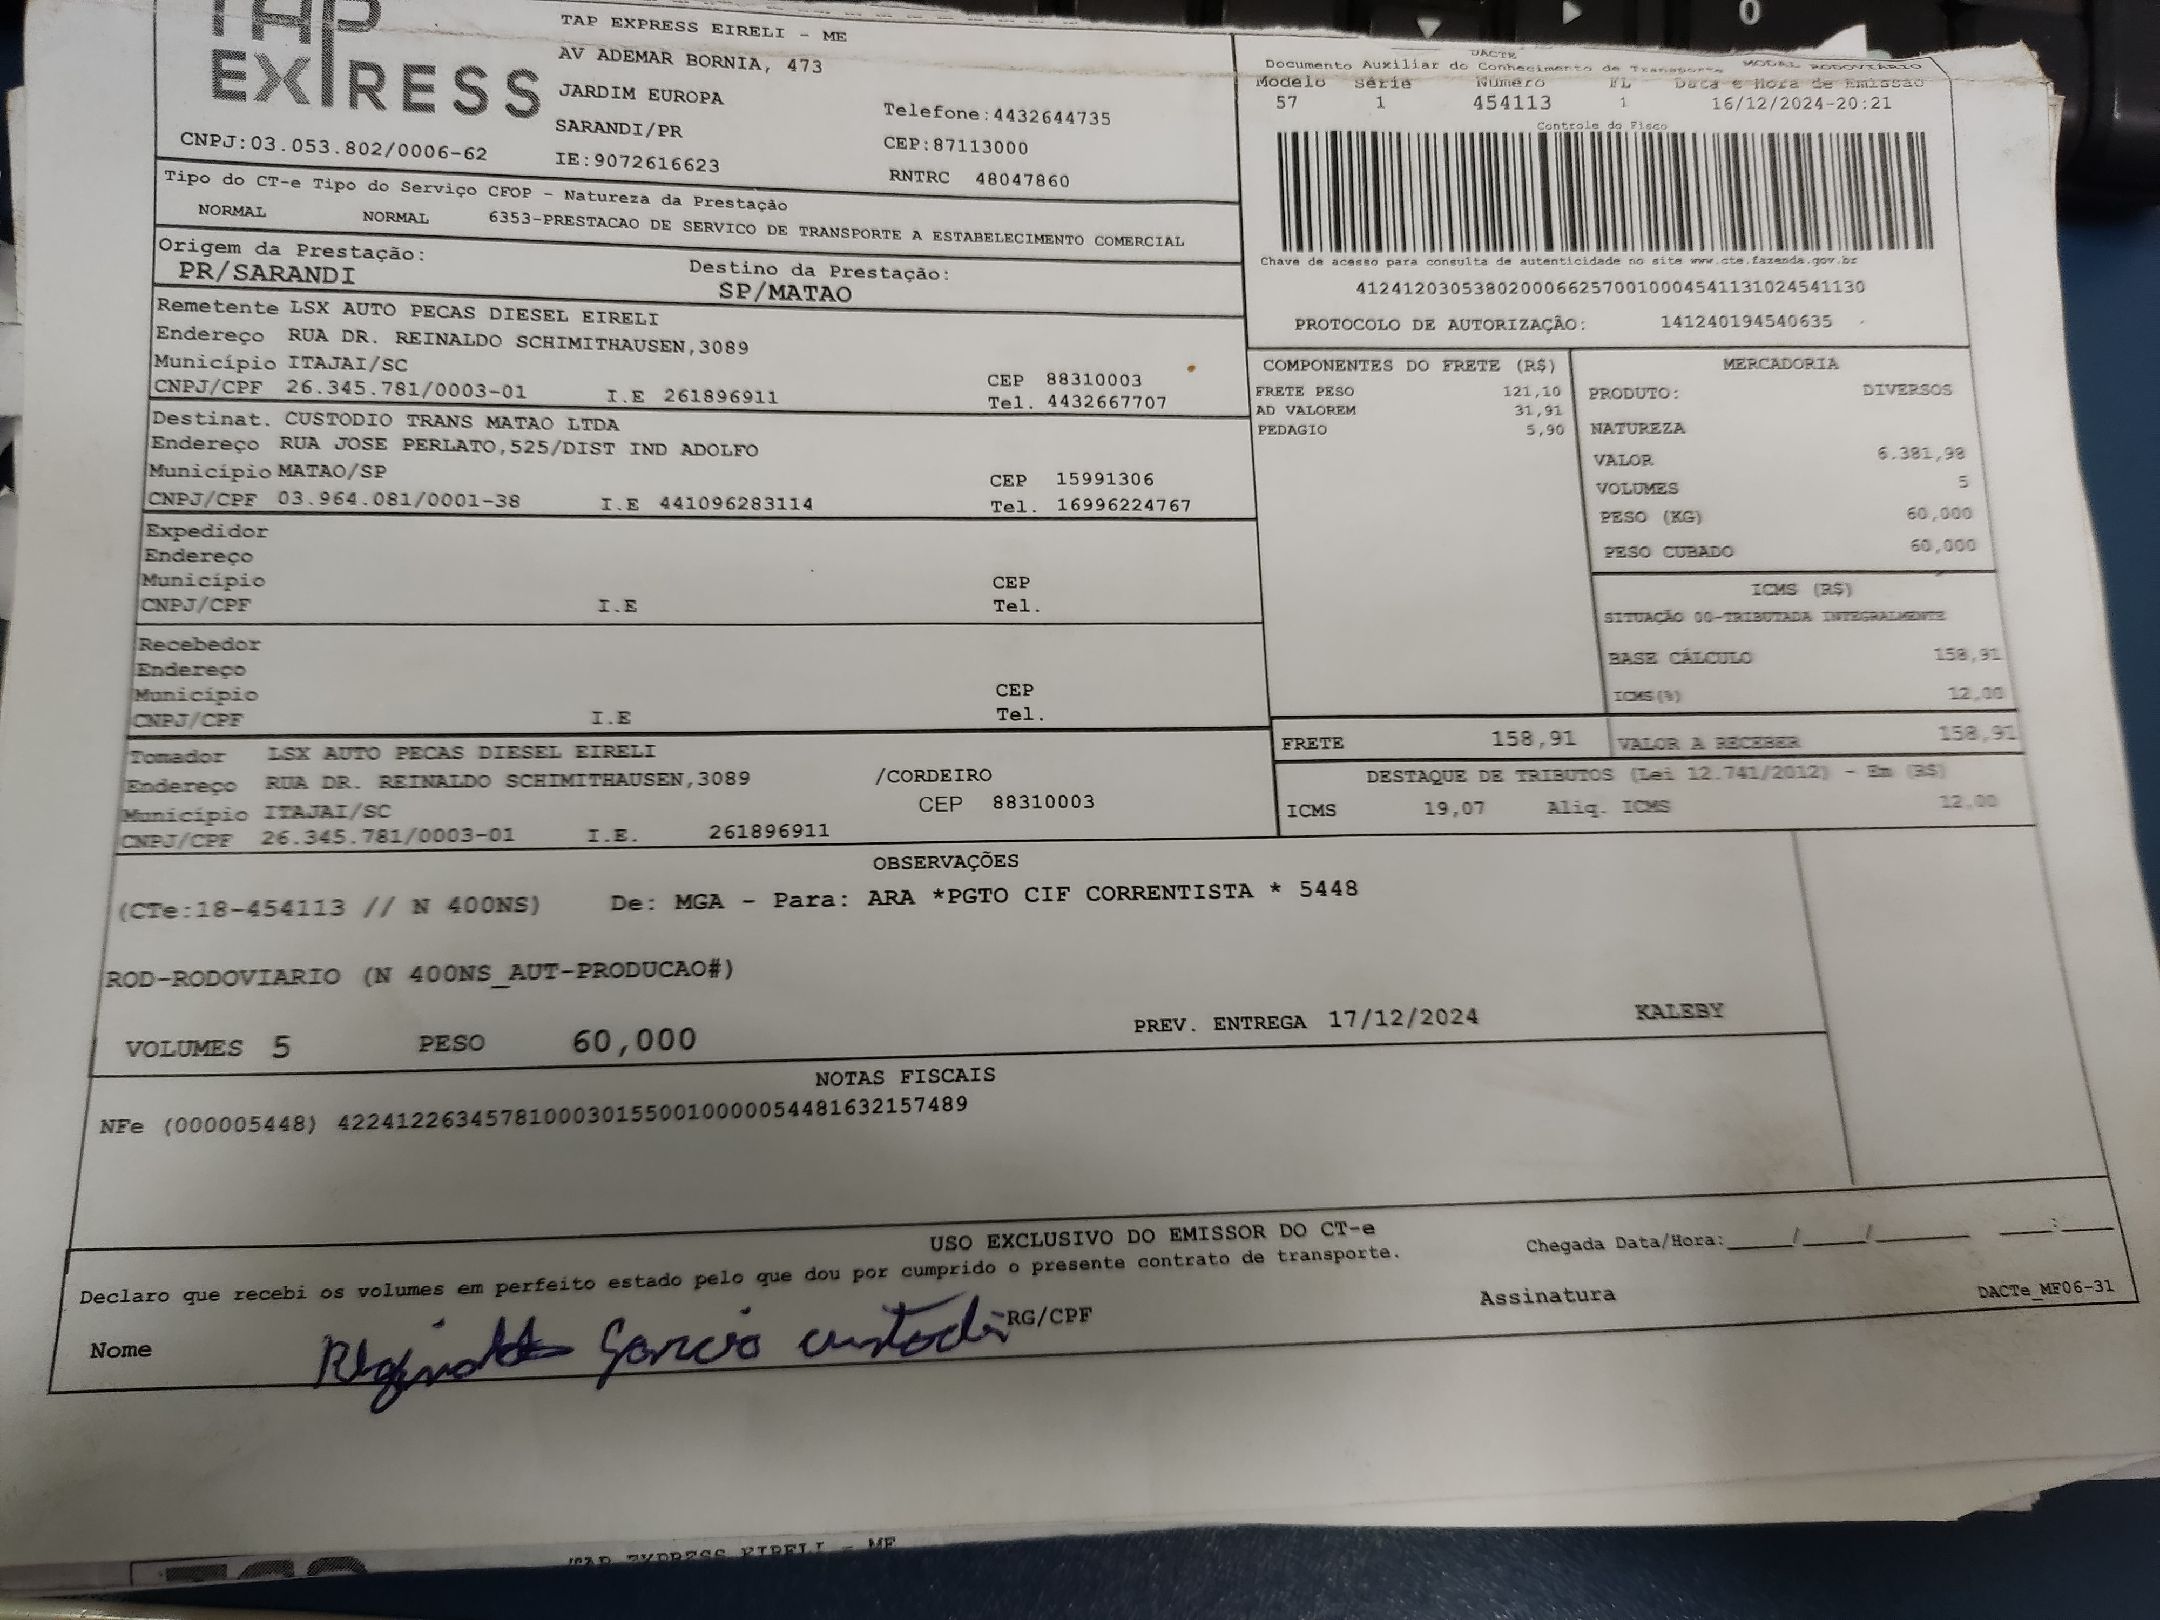 TAP
EXPRESS
CNPJ:03.053.802/0006-62
TAP EXPRESS EIRELI - ME
AV ADEMAR BORNIA, 473
JARDIM EUROPA
SARANDI/PR
IE:9072616623
Telefone:4432644735
CEP:87113000
RNTRC 48047860
DACTE
Documento Auxiliar do Conhecimento de Transporte MODAL RODOVIÁRIO
Modelo Série Número FL Data e Hora de Emissão
57 1 454113 1 16/12/2024-20:21
Controle do Fisco
Chave de acesso para consulta de autenticidade no site www.cte.fazenda.gov.br
41241203053802000662570010004541131024541130
PROTOCOLO DE AUTORIZAÇÃO: 141240194540635
Tipo do CT-e Tipo do Serviço CFOP - Natureza da Prestação
NORMAL NORMAL 6353-PRESTACAO DE SERVICO DE TRANSPORTE A ESTABELECIMENTO COMERCIAL
Origem da Prestação: Destino da Prestação:
PR/SARANDI SP/MATAO
Remetente LSX AUTO PECAS DIESEL EIRELI
Endereço RUA DR. REINALDO SCHIMITHAUSEN,3089
Município ITAJAI/SC CEP 88310003
CNPJ/CPF 26.345.781/0003-01 I.E 261896911 Tel. 4432667707
Destinat. CUSTODIO TRANS MATAO LTDA
Endereço RUA JOSE PERLATO,525/DIST IND ADOLFO
Município MATAO/SP CEP 15991306
CNPJ/CPF 03.964.081/0001-38 I.E 441096283114 Tel. 16996224767
Expedidor
Endereço
Município CEP
CNPJ/CPF I.E Tel.
Recebedor
Endereço
Município CEP
CNPJ/CPF I.E Tel.
Tomador LSX AUTO PECAS DIESEL EIRELI
Endereço RUA DR. REINALDO SCHIMITHAUSEN,3089 /CORDEIRO
Município ITAJAI/SC CEP 88310003
CNPJ/CPF 26.345.781/0003-01 I.E. 261896911
COMPONENTES DO FRETE (R$)
FRETE PESO 121,10
AD VALOREM 31,91
PEDAGIO 5,90
MERCADORIA
PRODUTO: DIVERSOS
NATUREZA
VALOR 6.381,98
VOLUMES 5
PESO (KG) 60,000
PESO CUBADO 60,000
ICMS (R$)
SITUAÇÃO 00-TRIBUTADA INTEGRALMENTE
BASE CÁLCULO 158,91
ICMS(%) 12,00
FRETE 158,91 VALOR A RECEBER 158,91
DESTAQUE DE TRIBUTOS (Lei 12.741/2012) - Em (R$)
ICMS 19,07 Aliq. ICMS 12,00
OBSERVAÇÕES
(CTe:18-454113 // N 400NS) De: MGA - Para: ARA *PGTO CIF CORRENTISTA * 5448
ROD-RODOVIARIO (N 400NS_AUT-PRODUCAO#)
VOLUMES 5 PESO 60,000 PREV. ENTREGA 17/12/2024 KALEBY
NOTAS FISCAIS
NFe (000005448) 42241226345781000301550010000054481632157489
USO EXCLUSIVO DO EMISSOR DO CT-e
Declaro que recebi os volumes em perfeito estado pelo que dou por cumprido o presente contrato de transporte. Chegada Data/Hora:_____/_____/_______ ____:____
Nome Reginaldo Garcia custodio RG/CPF Assinatura DACTe_MF06-31
TAP EXPRESS EIRELI - ME